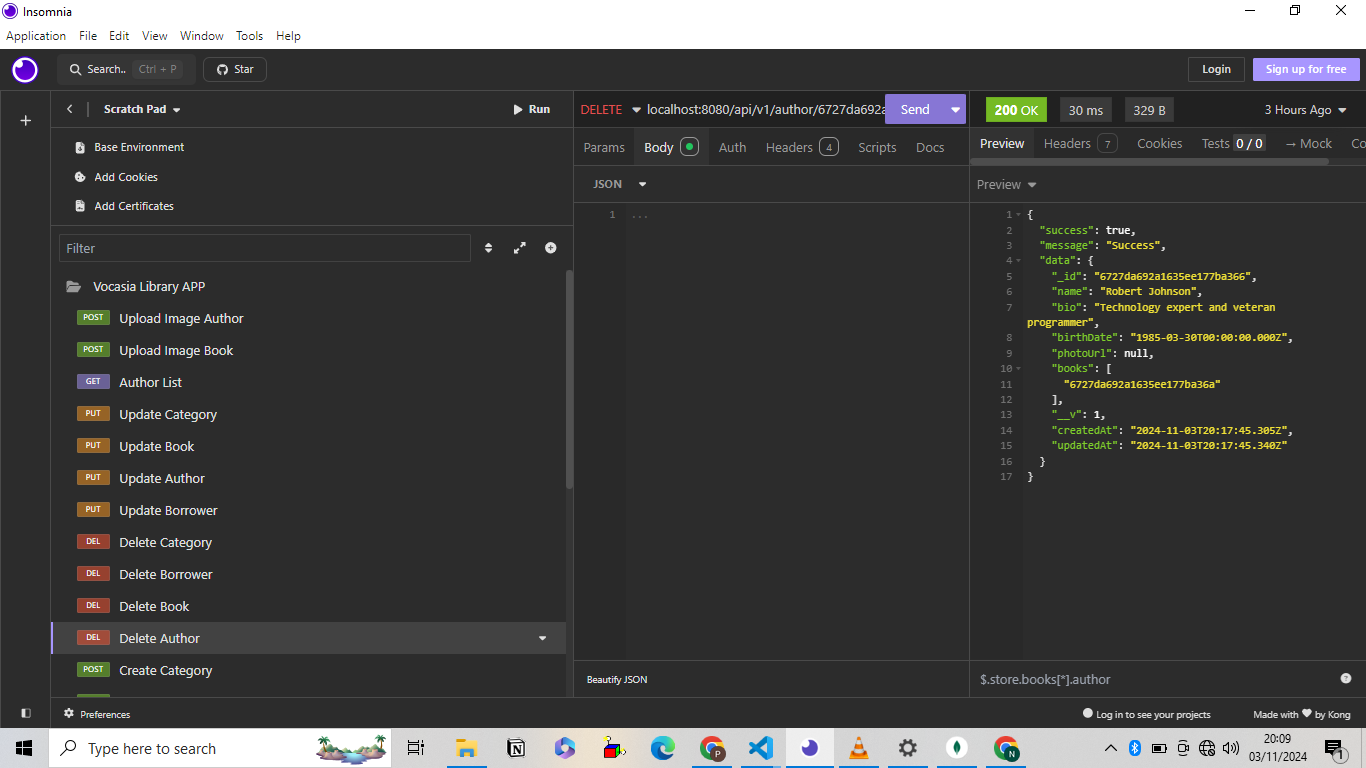 Insomnia
Application File Edit View Window Tools Help
Search.. Ctrl + P Star Login Sign up for free
Scratch Pad Run
DELETE localhost:8080/api/v1/author/6727da692a Send
200 OK 30 ms 329 B 3 Hours Ago
Base Environment
Add Cookies
Add Certificates
Filter
Vocasia Library APP
POST Upload Image Author
POST Upload Image Book
GET Author List
PUT Update Category
PUT Update Book
PUT Update Author
PUT Update Borrower
DEL Delete Category
DEL Delete Borrower
DEL Delete Book
DEL Delete Author
POST Create Category
Params Body Auth Headers 4 Scripts Docs
JSON
1 ...
Beautify JSON
Preview Headers 7 Cookies Tests 0 / 0 → Mock Co
Preview
1 {
2 "success": true,
3 "message": "Success",
4 "data": {
5 "_id": "6727da692a1635ee177ba366",
6 "name": "Robert Johnson",
7 "bio": "Technology expert and veteran
programmer",
8 "birthDate": "1985-03-30T00:00:00.000Z",
9 "photoUrl": null,
10 "books": [
11 "6727da692a1635ee177ba36a"
12 ],
13 "__v": 1,
14 "createdAt": "2024-11-03T20:17:45.305Z",
15 "updatedAt": "2024-11-03T20:17:45.340Z"
16 }
17 }
$.store.books[*].author
Preferences
Log in to see your projects Made with ♥ by Kong
Type here to search
P
N
20:09
03/11/2024
1